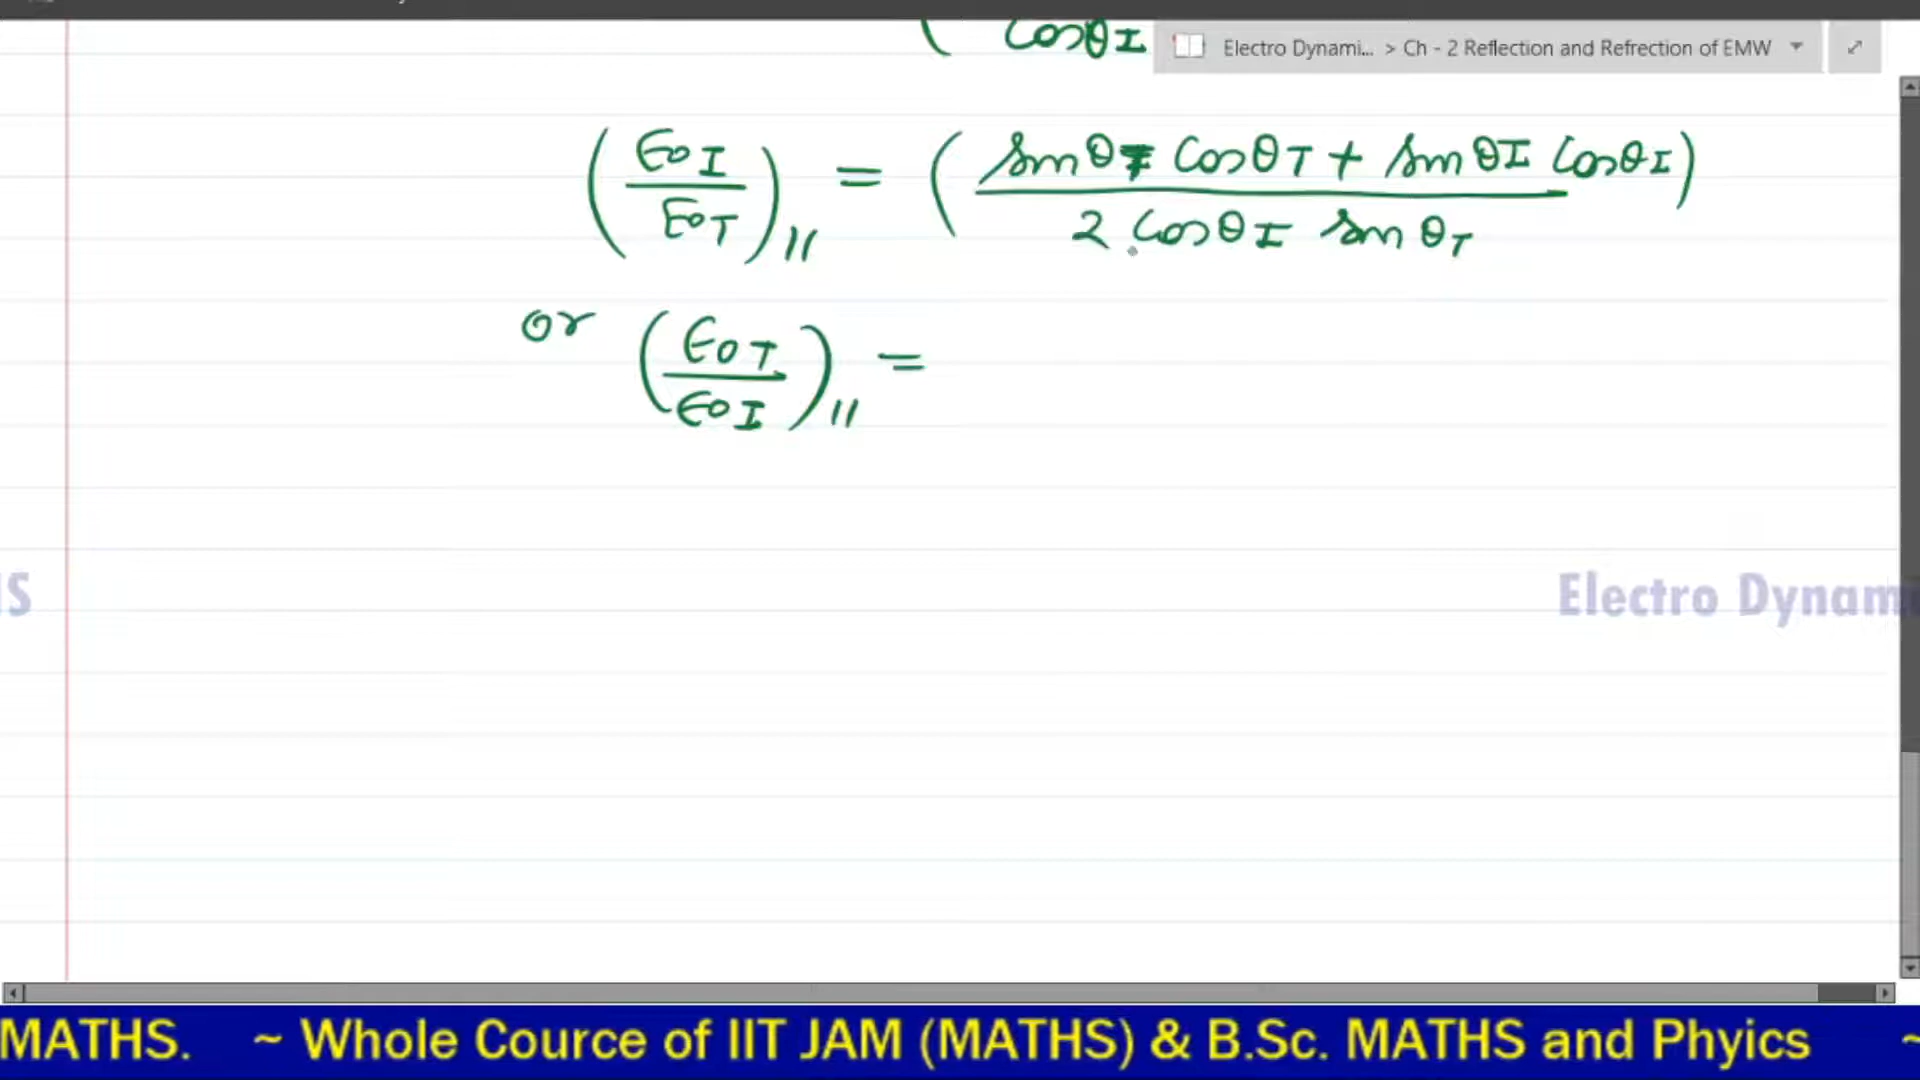 Cosθ I
Electro Dynami... > Ch - 2 Reflection and Refrection of EMW
(E₀I / E₀T)∥ = (sinθT CosθT + sinθI CosθI) / 2 CosθI sinθT
or (E₀T / E₀I)∥ =
S
Electro Dynam
MATHS. ~ Whole Cource of IIT JAM (MATHS) & B.Sc. MATHS and Phyics ~